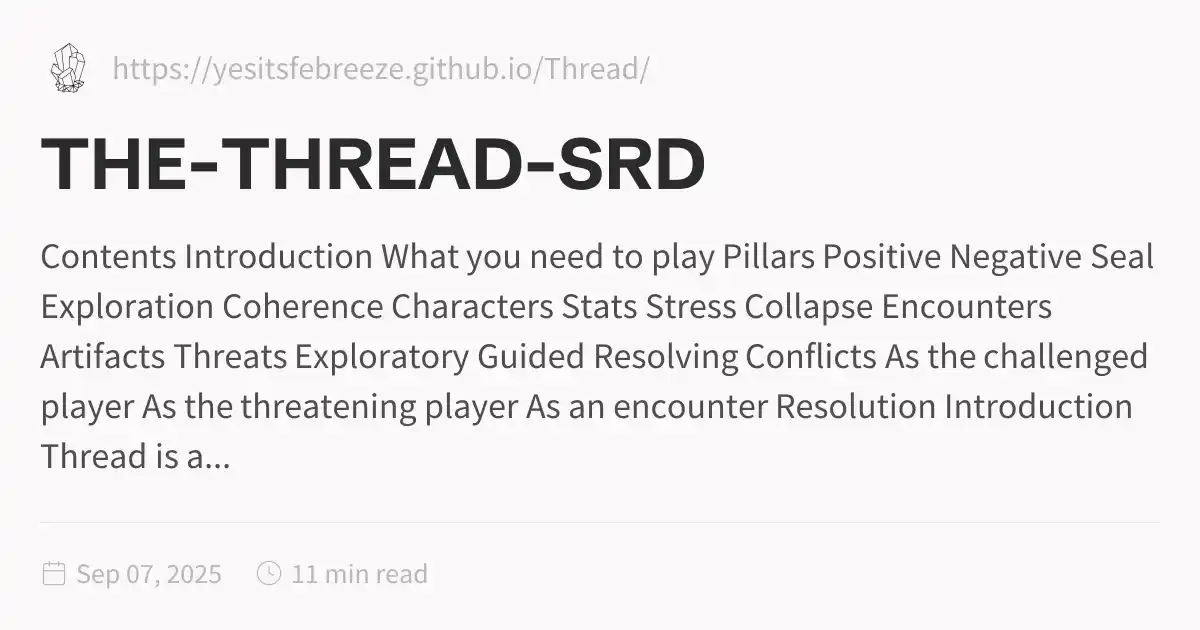 https://yesitsfebreeze.github.io/Thread/
THE-THREAD-SRD
Contents Introduction What you need to play Pillars Positive Negative Seal
Exploration Coherence Characters Stats Stress Collapse Encounters
Artifacts Threats Exploratory Guided Resolving Conflicts As the challenged
player As the threatening player As an encounter Resolution Introduction
Thread is a...
Sep 07, 2025 11 min read